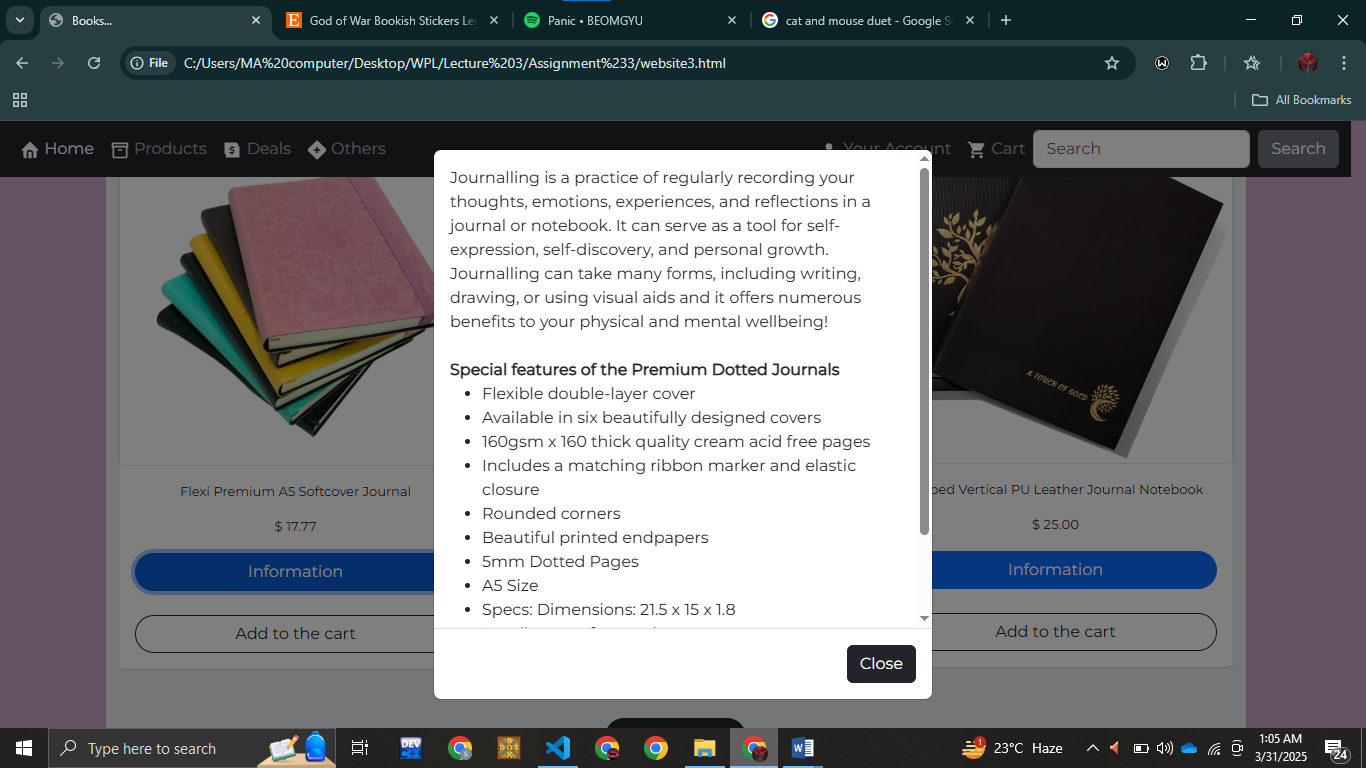 Books...
God of War Bookish Stickers Le
Panic • BEOMGYU
cat and mouse duet - Google S
File
C:/Users/MA%20computer/Desktop/WPL/Lecture%203/Assignment%233/website3.html
All Bookmarks
Home
Products
Deals
Others
Your Account
Cart
Search
Search
Journalling is a practice of regularly recording your
thoughts, emotions, experiences, and reflections in a
journal or notebook. It can serve as a tool for self-
expression, self-discovery, and personal growth.
Journalling can take many forms, including writing,
drawing, or using visual aids and it offers numerous
benefits to your physical and mental wellbeing!
Special features of the Premium Dotted Journals
• Flexible double-layer cover
• Available in six beautifully designed covers
• 160gsm x 160 thick quality cream acid free pages
• Includes a matching ribbon marker and elastic
closure
• Rounded corners
• Beautiful printed endpapers
• 5mm Dotted Pages
• A5 Size
• Specs: Dimensions: 21.5 x 15 x 1.8
Close
Flexi Premium A5 Softcover Journal
$ 17.77
Information
Add to the cart
A TOUCH OF GOLD
Vertical PU Leather Journal Notebook
$ 25.00
Information
Add to the cart
Type here to search
DEV
DOS
1
23°C Haze
1:05 AM
3/31/2025
24